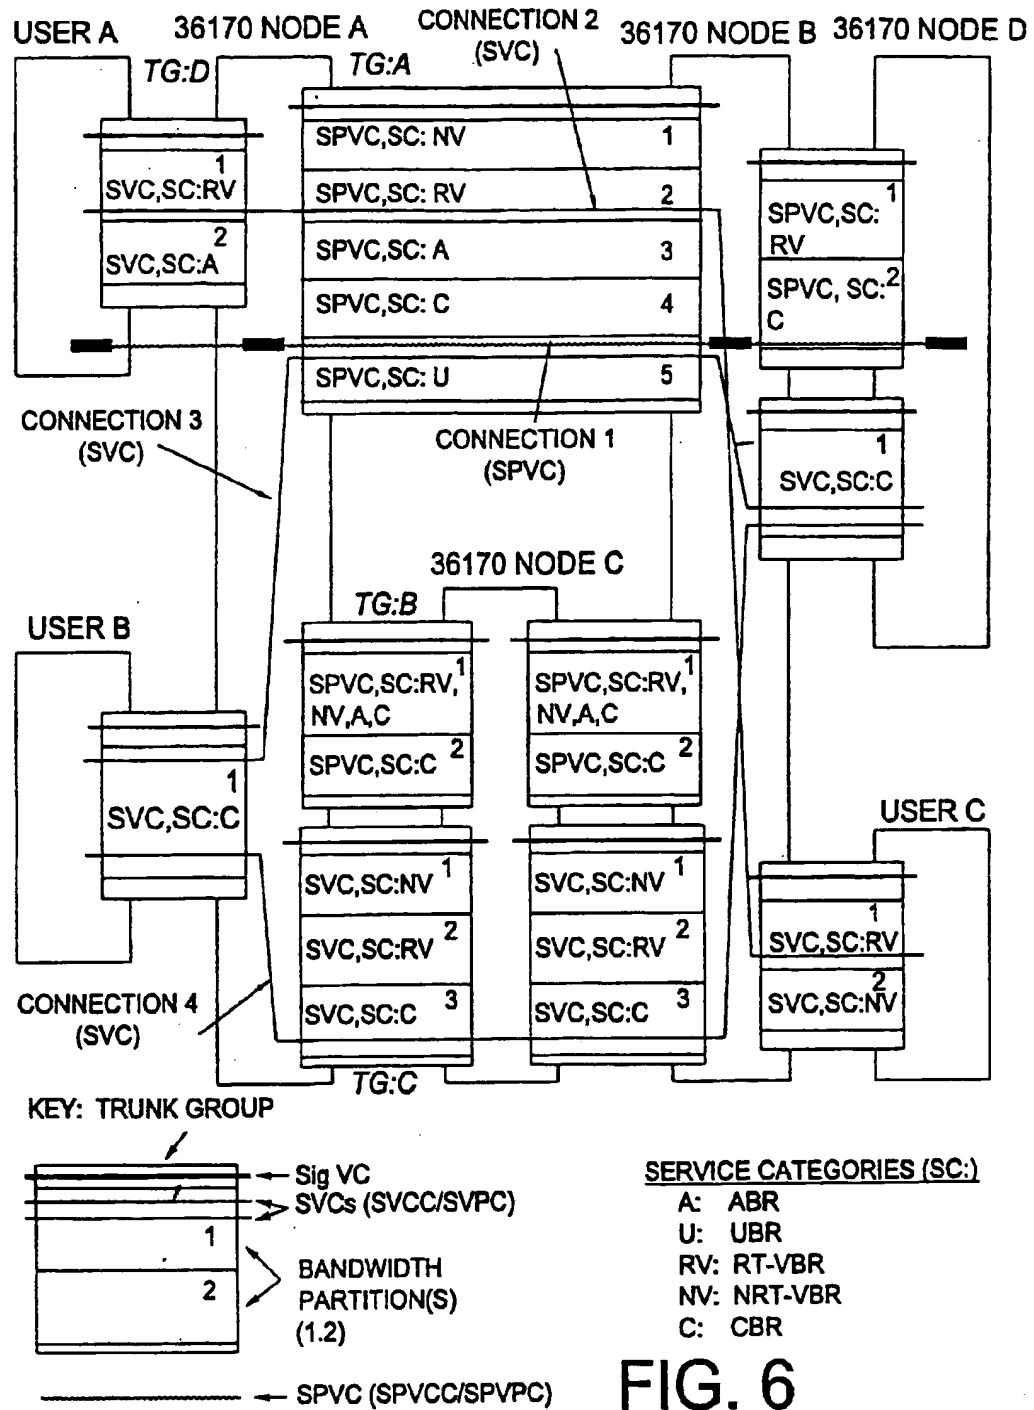 USER A
36170 NODE A
CONNECTION 2
(SVC)
36170 NODE B
36170 NODE D
TG:D
TG:A
1
SVC,SC:RV
2
SVC,SC:A
SPVC,SC: NV 1
SPVC,SC: RV 2
SPVC,SC: A 3
SPVC,SC: C 4
SPVC,SC: U 5
1
SPVC,SC:
RV
SPVC, SC: 2
C
CONNECTION 3
(SVC)
CONNECTION 1
(SPVC)
1
SVC,SC:C
36170 NODE C
TG:B
USER B
1
SVC,SC:C
SPVC,SC:RV, 1
NV,A,C
SPVC,SC:C 2
SPVC,SC:RV, 1
NV,A,C
SPVC,SC:C 2
SVC,SC:NV 1
SVC,SC:RV 2
SVC,SC:C 3
SVC,SC:NV 1
SVC,SC:RV 2
SVC,SC:C 3
USER C
1
SVC,SC:RV
2
SVC,SC:NV
CONNECTION 4
(SVC)
TG:C
KEY: TRUNK GROUP
Sig VC
SVCs (SVCC/SVPC)
1
2
BANDWIDTH
PARTITION(S)
(1.2)
SPVC (SPVCC/SPVPC)
SERVICE CATEGORIES (SC:)
A: ABR
U: UBR
RV: RT-VBR
NV: NRT-VBR
C: CBR
FIG. 6